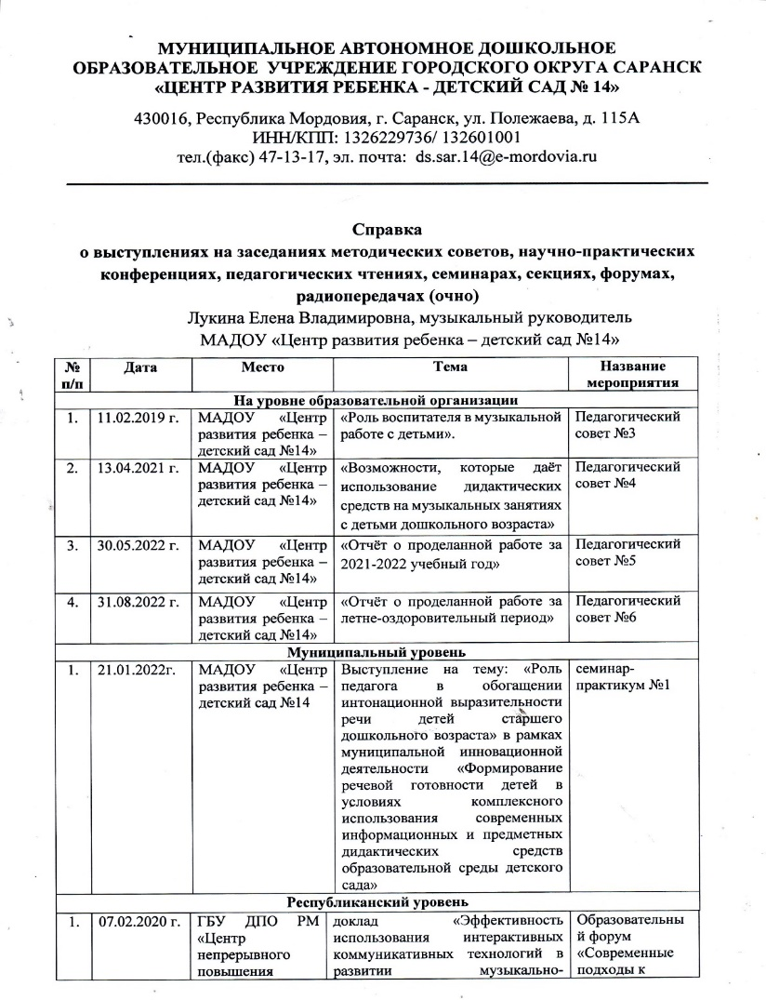 МУНИЦИПАЛЬНОЕ АВТОНОМНОЕ ДОШКОЛЬНОЕ
ОБРАЗОВАТЕЛЬНОЕ УЧРЕЖДЕНИЕ ГОРОДСКОГО ОКРУГА САРАНСК
«ЦЕНТР РАЗВИТИЯ РЕБЕНКА - ДЕТСКИЙ САД № 14»
430016, Республика Мордовия, г. Саранск, ул. Полежаева, д. 115А
ИНН/КПП: 1326229736/ 132601001
тел.(факс) 47-13-17, эл. почта: ds.sar.14@e-mordovia.ru
Справка
о выступлениях на заседаниях методических советов, научно-практических
конференциях, педагогических чтениях, семинарах, секциях, форумах,
радиопередачах (очно)
Лукина Елена Владимировна, музыкальный руководитель
МАДОУ «Центр развития ребенка – детский сад №14»
№ п/п
Дата
Место
Тема
Название
мероприятия
На уровне образовательной организации
1.
11.02.2019 г.
МАДОУ «Центр
развития ребенка –
детский сад №14»
«Роль воспитателя в музыкальной
работе с детьми».
Педагогический
совет №3
2.
13.04.2021 г.
МАДОУ «Центр
развития ребенка –
детский сад №14»
«Возможности, которые даёт
использование дидактических
средств на музыкальных занятиях
с детьми дошкольного возраста»
Педагогический
совет №4
3.
30.05.2022 г.
МАДОУ «Центр
развития ребенка –
детский сад №14»
«Отчёт о проделанной работе за
2021-2022 учебный год»
Педагогический
совет №5
4.
31.08.2022 г.
МАДОУ «Центр
развития ребенка –
детский сад №14»
«Отчёт о проделанной работе за
летне-оздоровительный период»
Педагогический
совет №6
Муниципальный уровень
1.
21.01.2022г.
МАДОУ «Центр
развития ребенка –
детский сад №14
Выступление на тему: «Роль
педагога в обогащении
интонационной выразительности
речи детей старшего
дошкольного возраста» в рамках
муниципальной инновационной
деятельности «Формирование
речевой готовности детей в
условиях комплексного
использования современных
информационных и предметных
дидактических средств
образовательной среды детского
сада»
семинар-
практикум №1
Республиканский уровень
1.
07.02.2020 г.
ГБУ ДПО РМ
«Центр
непрерывного
повышения
доклад «Эффективность
использования интерактивных
коммуникативных технологий в
развитии музыкально-
Образовательны
й форум
«Современные
подходы к